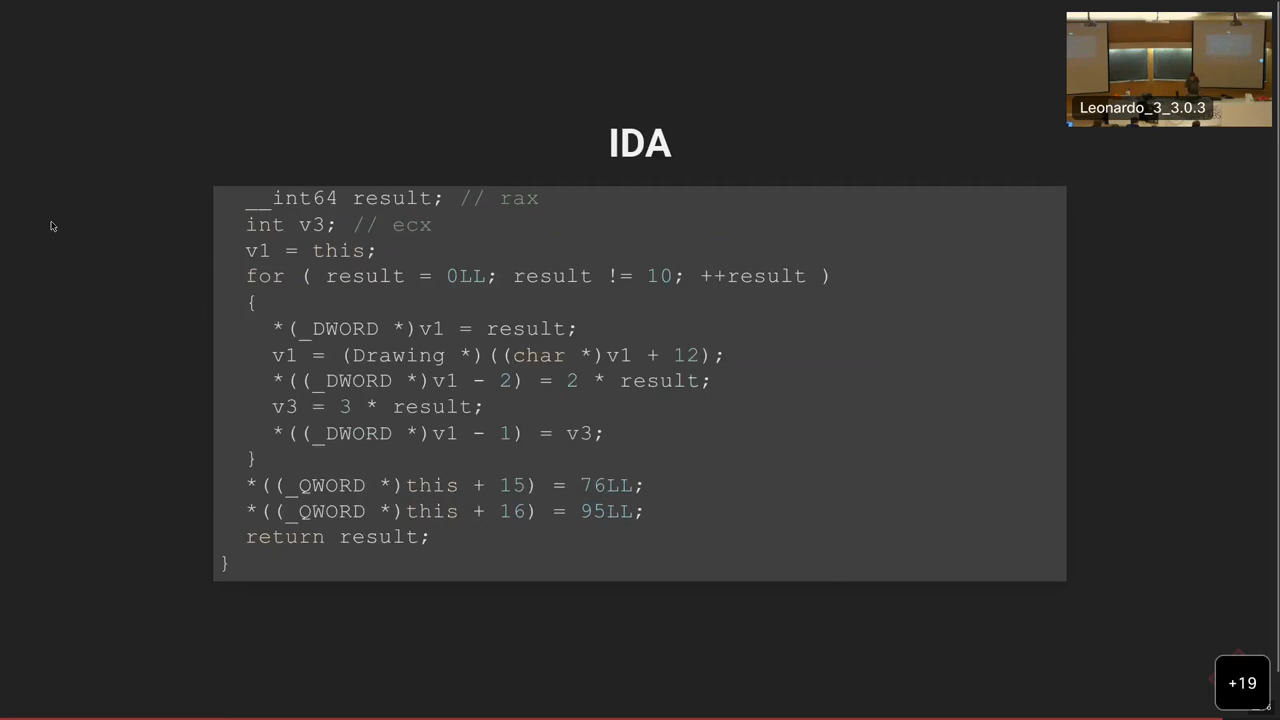 Leonardo_3_3.0.3
IDA
__int64 result; // rax
int v3; // ecx
v1 = this;
for ( result = 0LL; result != 10; ++result )
{
*(_DWORD *)v1 = result;
v1 = (Drawing *)((char *)v1 + 12);
*((_DWORD *)v1 - 2) = 2 * result;
v3 = 3 * result;
*((_DWORD *)v1 - 1) = v3;
}
*((_QWORD *)this + 15) = 76LL;
*((_QWORD *)this + 16) = 95LL;
return result;
}
+19